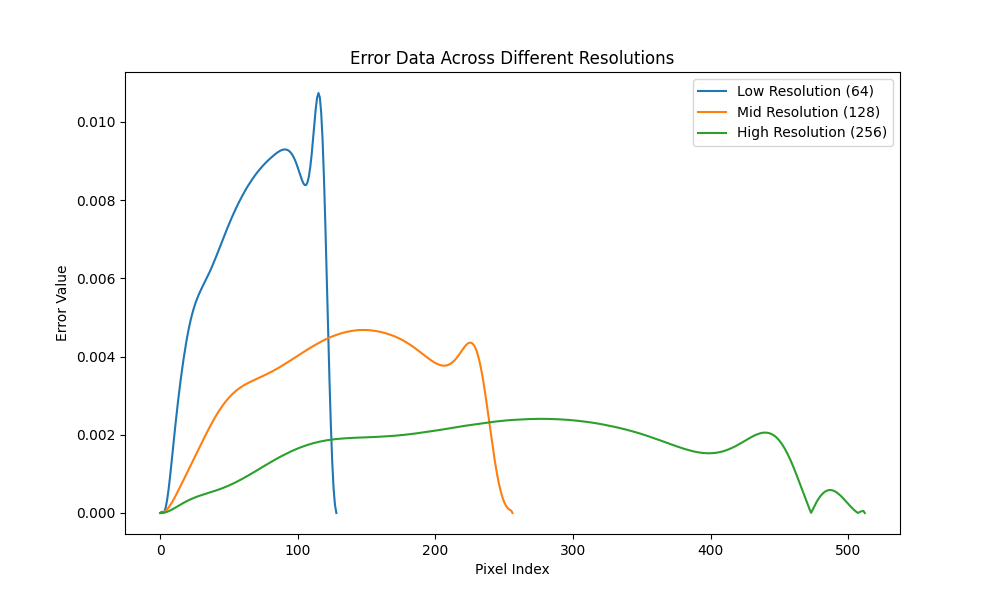 Error Data Across Different Resolutions
Low Resolution (64)
Mid Resolution (128)
High Resolution (256)
0.010
0.008
0.006
0.004
0.002
0.000
Error Value
0 100 200 300 400 500
Pixel Index